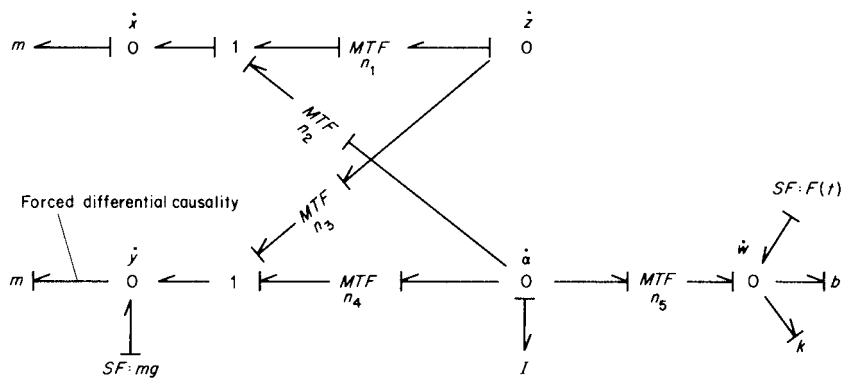 ẋ ż
m 0 1 MTF 0
n₁
MTF
n₂
MTF
n₃
SF:F(t)
Forced differential causality
ẏ α̇ ẇ
m 0 1 MTF 0 MTF 0 b
n₄ n₅
k
SF:mg I